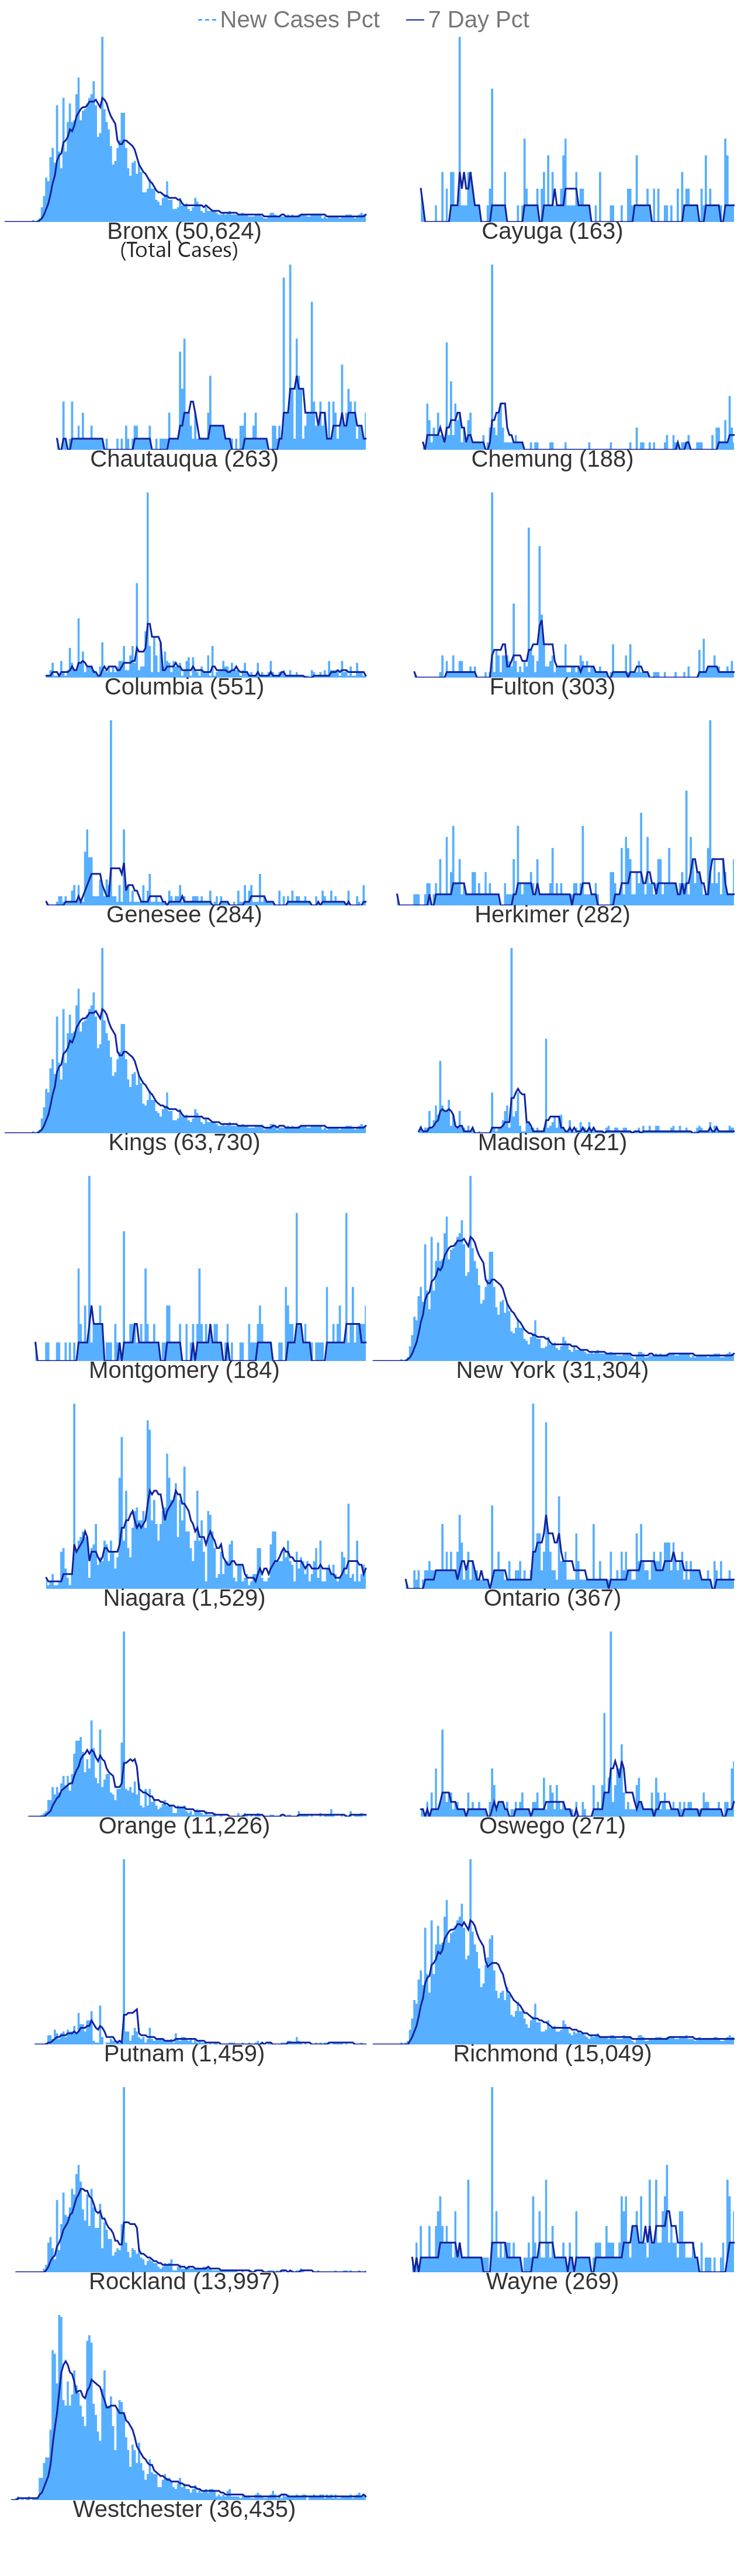 New Cases Pct 7 Day Pct
Bronx (50,624) Cayuga (163)
(Total Cases)
Chautauqua (263) Chemung (188)
Columbia (551) Fulton (303)
Genesee (284) Herkimer (282)
Kings (63,730) Madison (421)
Montgomery (184) New York (31,304)
Niagara (1,529) Ontario (367)
Orange (11,226) Oswego (271)
Putnam (1,459) Richmond (15,049)
Rockland (13,997) Wayne (269)
Westchester (36,435)